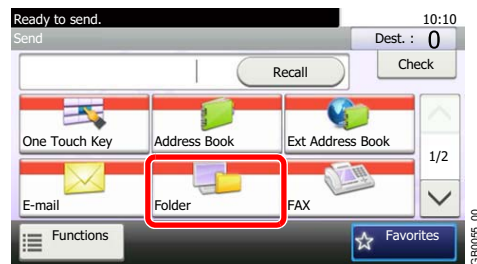 Ready to send.
10:10
Send
Dest. : 0
Recall
Check
One Touch Key
Address Book
Ext Address Book
1/2
E-mail
Folder
FAX
Functions
Favorites
GB0055_00